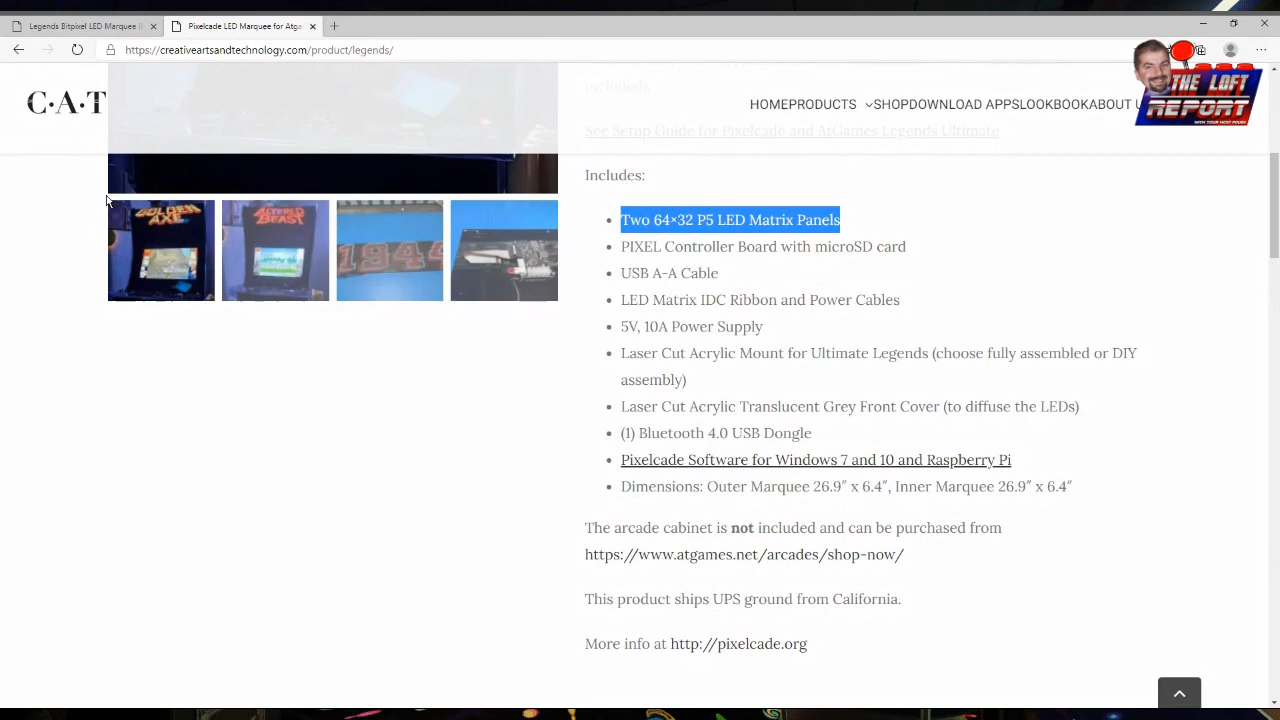 Legends Bitpixel LED Marquee (
Pixelcade LED Marquee for Atga
https://creativeartsandtechnology.com/product/legends/
C.A.T
HOME PRODUCTS SHOP DOWNLOAD APPS LOOKBOOK ABOUT U
THE LOFT
REPORT
included).
See Setup Guide for Pixelcade and AtGames Legends Ultimate
Includes:
GOLDEN
AXE
ALTERED
BEAST
1944
Two 64×32 P5 LED Matrix Panels
PIXEL Controller Board with microSD card
USB A-A Cable
LED Matrix IDC Ribbon and Power Cables
5V, 10A Power Supply
Laser Cut Acrylic Mount for Ultimate Legends (choose fully assembled or DIY
assembly)
Laser Cut Acrylic Translucent Grey Front Cover (to diffuse the LEDs)
(1) Bluetooth 4.0 USB Dongle
Pixelcade Software for Windows 7 and 10 and Raspberry Pi
Dimensions: Outer Marquee 26.9″ x 6.4″, Inner Marquee 26.9″ x 6.4″
The arcade cabinet is not included and can be purchased from
https://www.atgames.net/arcades/shop-now/
This product ships UPS ground from California.
More info at http://pixelcade.org